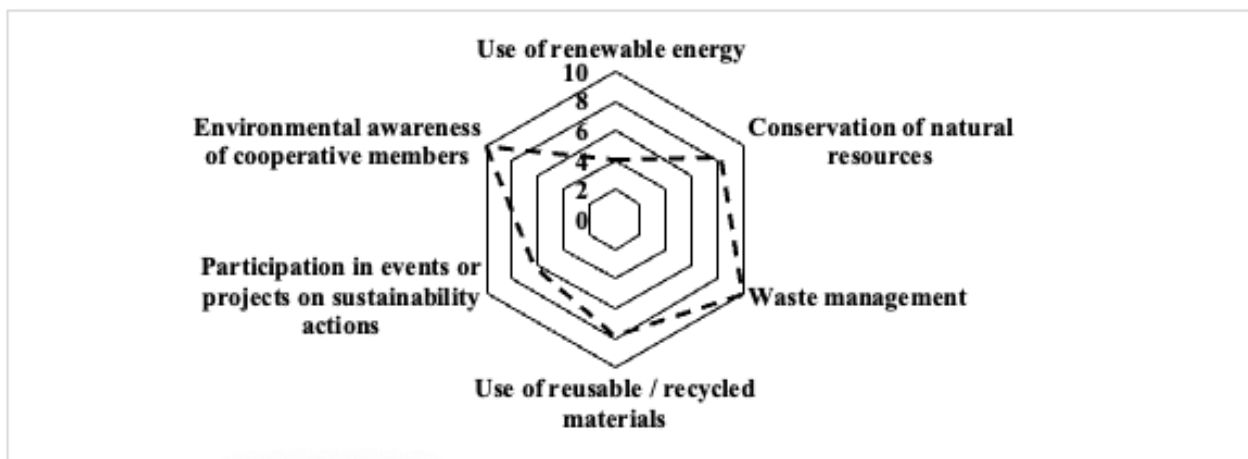 Use of renewable energy
10
8
6
4
2
0
Environmental awareness
of cooperative members
Conservation of natural
resources
Participation in events or
projects on sustainability
actions
Waste management
Use of reusable / recycled
materials